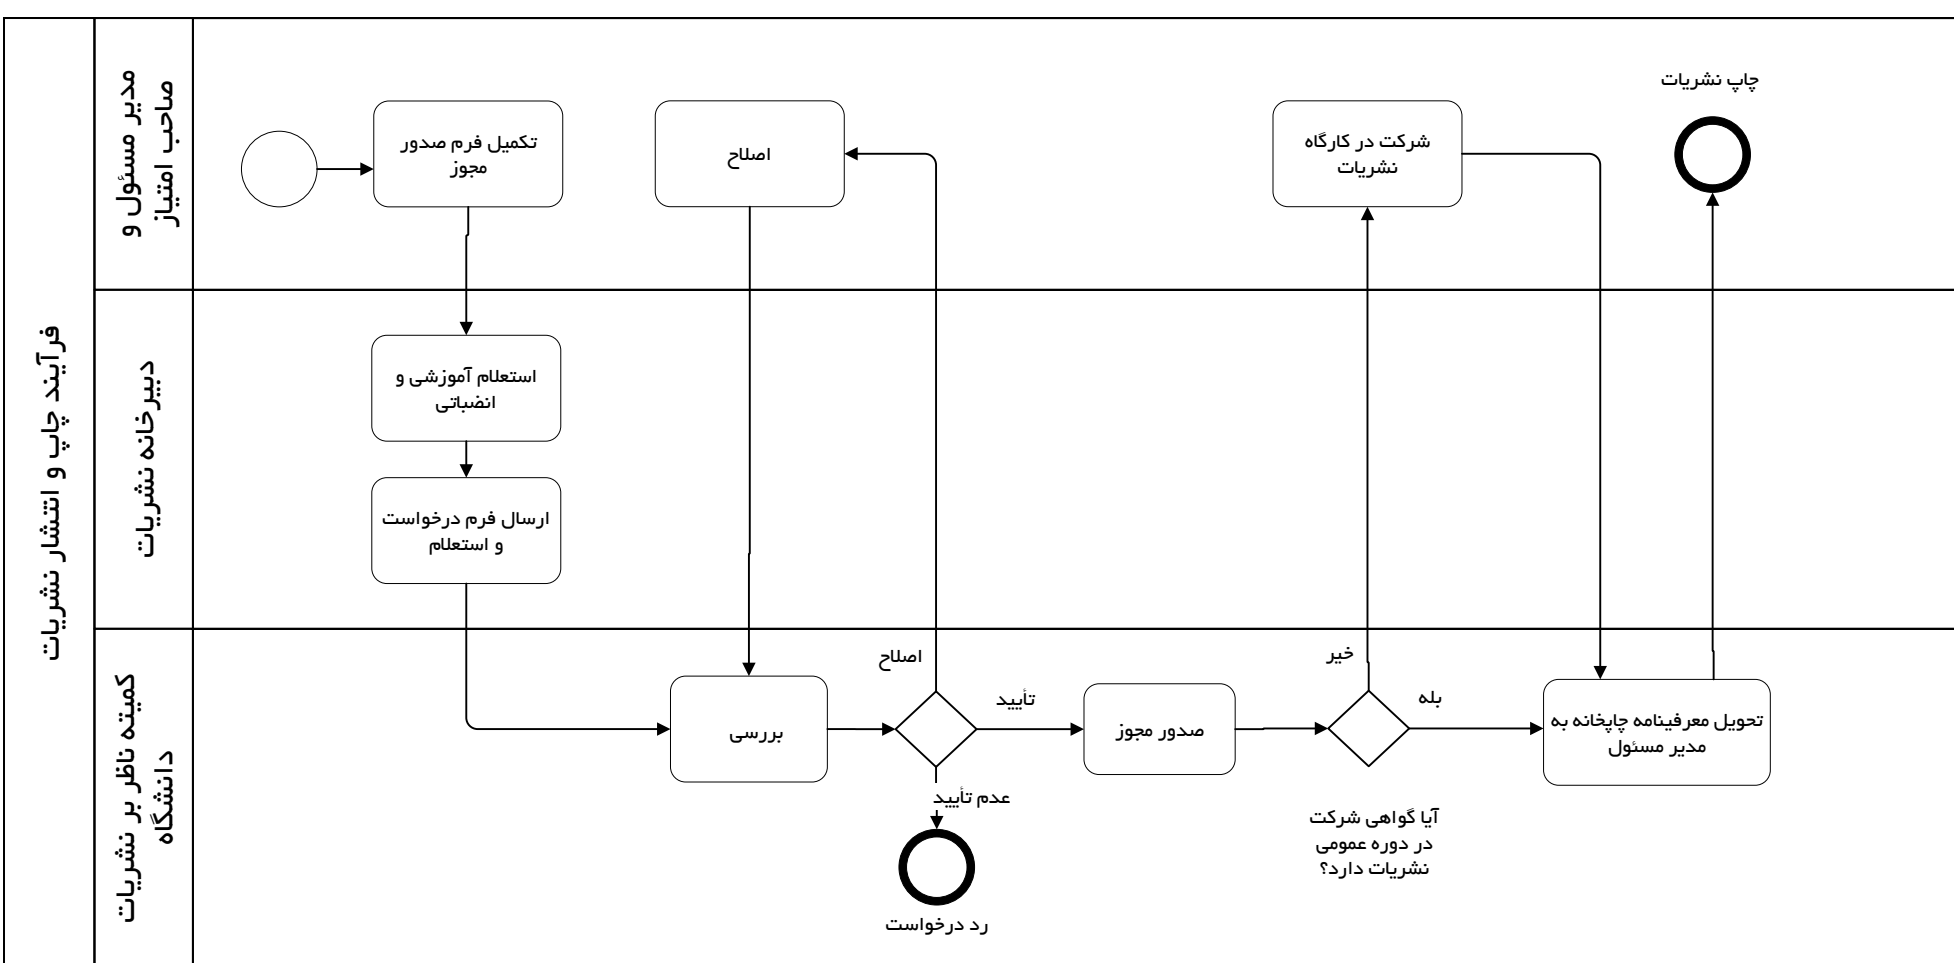 فرآیند چاپ و انتشار نشریات
مدیر مسئول و
صاحب امتیاز
تکمیل فرم صدور
مجوز
اصلاح
شرکت در کارگاه
نشریات
چاپ نشریات
دبیرخانه نشریات
استعلام آموزشی و
انضباتی
ارسال فرم درخواست
و استعلام
کمیته ناظر بر نشریات
دانشگاه
بررسی
اصلاح
تأیید
عدم تأیید
رد درخواست
صدور مجوز
خیر
بله
آیا گواهی شرکت
در دوره عمومی
نشریات دارد؟
تحویل معرفینامه چاپخانه به
مدیر مسئول